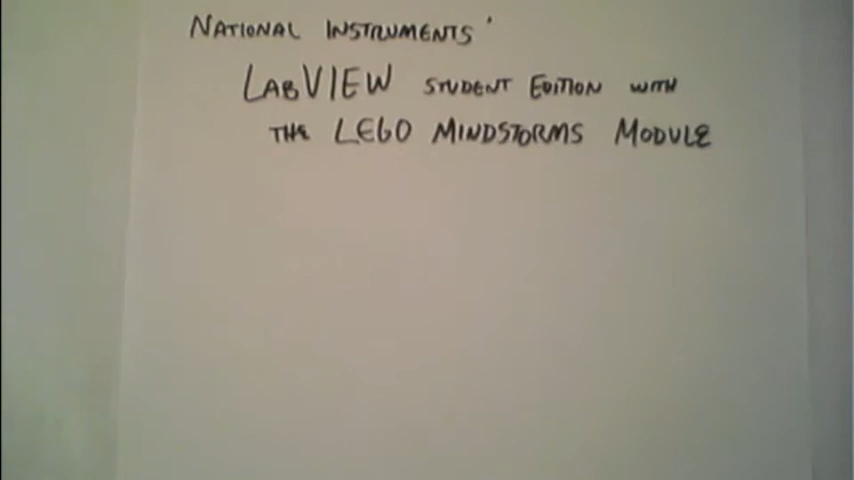 NATIONAL INSTRUMENTS'
LABVIEW STUDENT EDITION WITH
THE LEGO MINDSTORMS MODULE